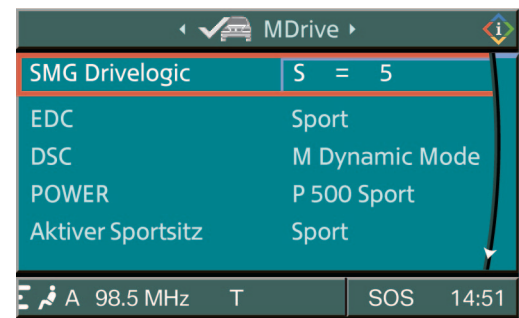 MDrive
SMG Drivelogic S = 5
EDC Sport
DSC M Dynamic Mode
POWER P 500 Sport
Aktiver Sportsitz Sport
A 98.5 MHz T SOS 14:51